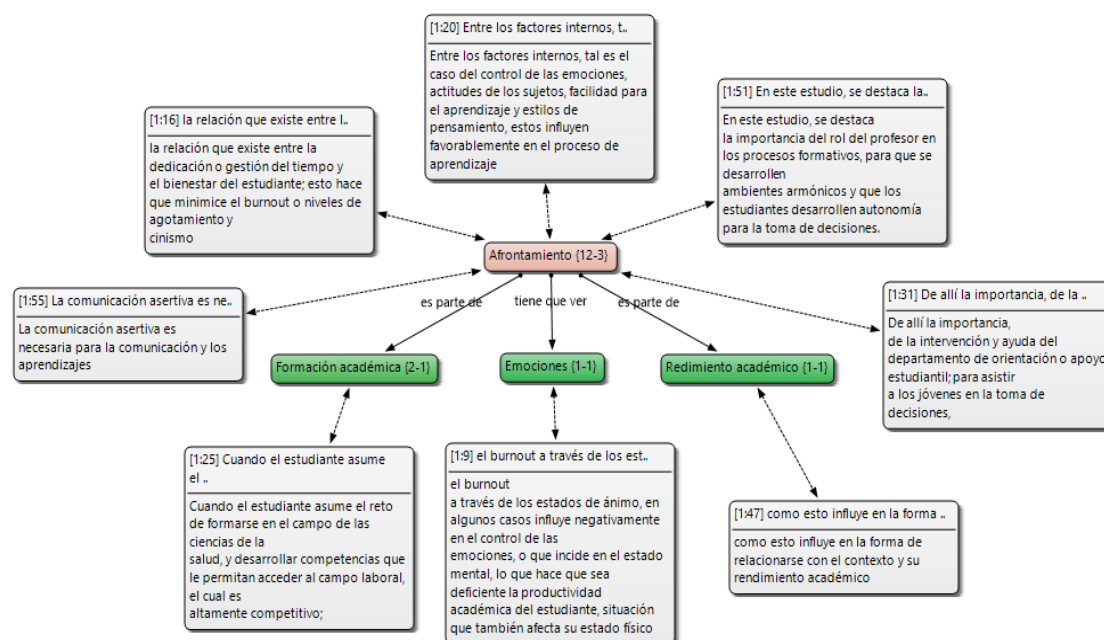 [1:20] Entre los factores internos, t..
Entre los factores internos, tal es el
caso del control de las emociones,
actitudes de los sujetos, facilidad para
el aprendizaje y estilos de
pensamiento, estos influyen
favorablemente en el proceso de
aprendizaje
[1:51] En este estudio, se destaca la..
En este estudio, se destaca
la importancia del rol del profesor en
los procesos formativos, para que se
desarrollen
ambientes armónicos y que los
estudiantes desarrollen autonomía
para la toma de decisiones.
[1:16] la relación que existe entre l..
la relación que existe entre la
dedicación o gestión del tiempo y
el bienestar del estudiante; esto hace
que minimice el burnout o niveles de
agotamiento y
cinismo
Afrontamiento {12-3}
[1:55] La comunicación asertiva es ne..
La comunicación asertiva es
necesaria para la comunicación y los
aprendizajes
es parte de
tiene que ver
es parte de
[1:31] De allí la importancia, de la ..
De allí la importancia,
de la intervención y ayuda del
departamento de orientación o apoyo
estudiantil; para asistir
a los jóvenes en la toma de
decisiones,
Formación académica {2-1}
Emociones {1-1}
Redimiento académico {1-1}
[1:25] Cuando el estudiante asume
el ..
Cuando el estudiante asume el reto
de formarse en el campo de las
ciencias de la
salud, y desarrollar competencias que
le permitan acceder al campo laboral,
el cual es
altamente competitivo;
[1:9] el burnout a través de los est..
el burnout
a través de los estados de ánimo, en
algunos casos influye negativamente
en el control de las
emociones, o que incide en el estado
mental, lo que hace que sea
deficiente la productividad
académica del estudiante, situación
que también afecta su estado físico
[1:47] como esto influye en la forma ..
como esto influye en la forma de
relacionarse con el contexto y su
rendimiento académico